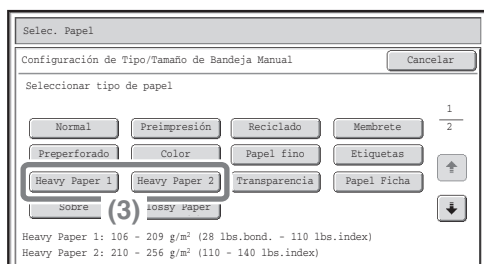 Selec. Papel
Configuración de Tipo/Tamaño de Bandeja Manual Cancelar
Seleccionar tipo de papel
1
2
Normal Preimpresión Reciclado Membrete
Preperforado Color Papel fino Etiquetas
Heavy Paper 1 Heavy Paper 2 Transparencia Papel Ficha
Sobre (3) lossy Paper
Heavy Paper 1: 106 - 209 g/m² (28 lbs.bond. - 110 lbs.index)
Heavy Paper 2: 210 - 256 g/m² (110 - 140 lbs.index)